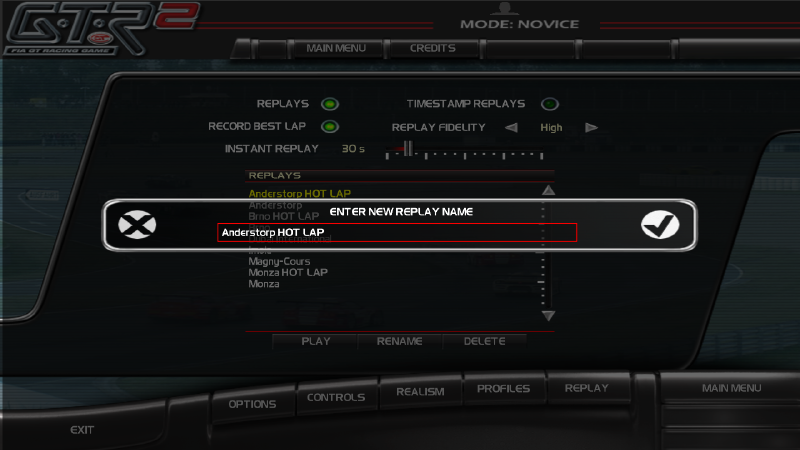 GTR2
FIA GT RACING GAME
MODE: NOVICE
MAIN MENU
CREDITS
REPLAYS
TIMESTAMP REPLAYS
RECORD BEST LAP
REPLAY FIDELITY
High
INSTANT REPLAY
30 s
REPLAYS
Anderstorp HOT LAP
Anderstorp
Brno HOT LAP
ENTER NEW REPLAY NAME
Anderstorp HOT LAP
Imola
Magny-Cours
Monza HOT LAP
Monza
PLAY
RENAME
DELETE
OPTIONS
CONTROLS
REALISM
PROFILES
REPLAY
MAIN MENU
EXIT